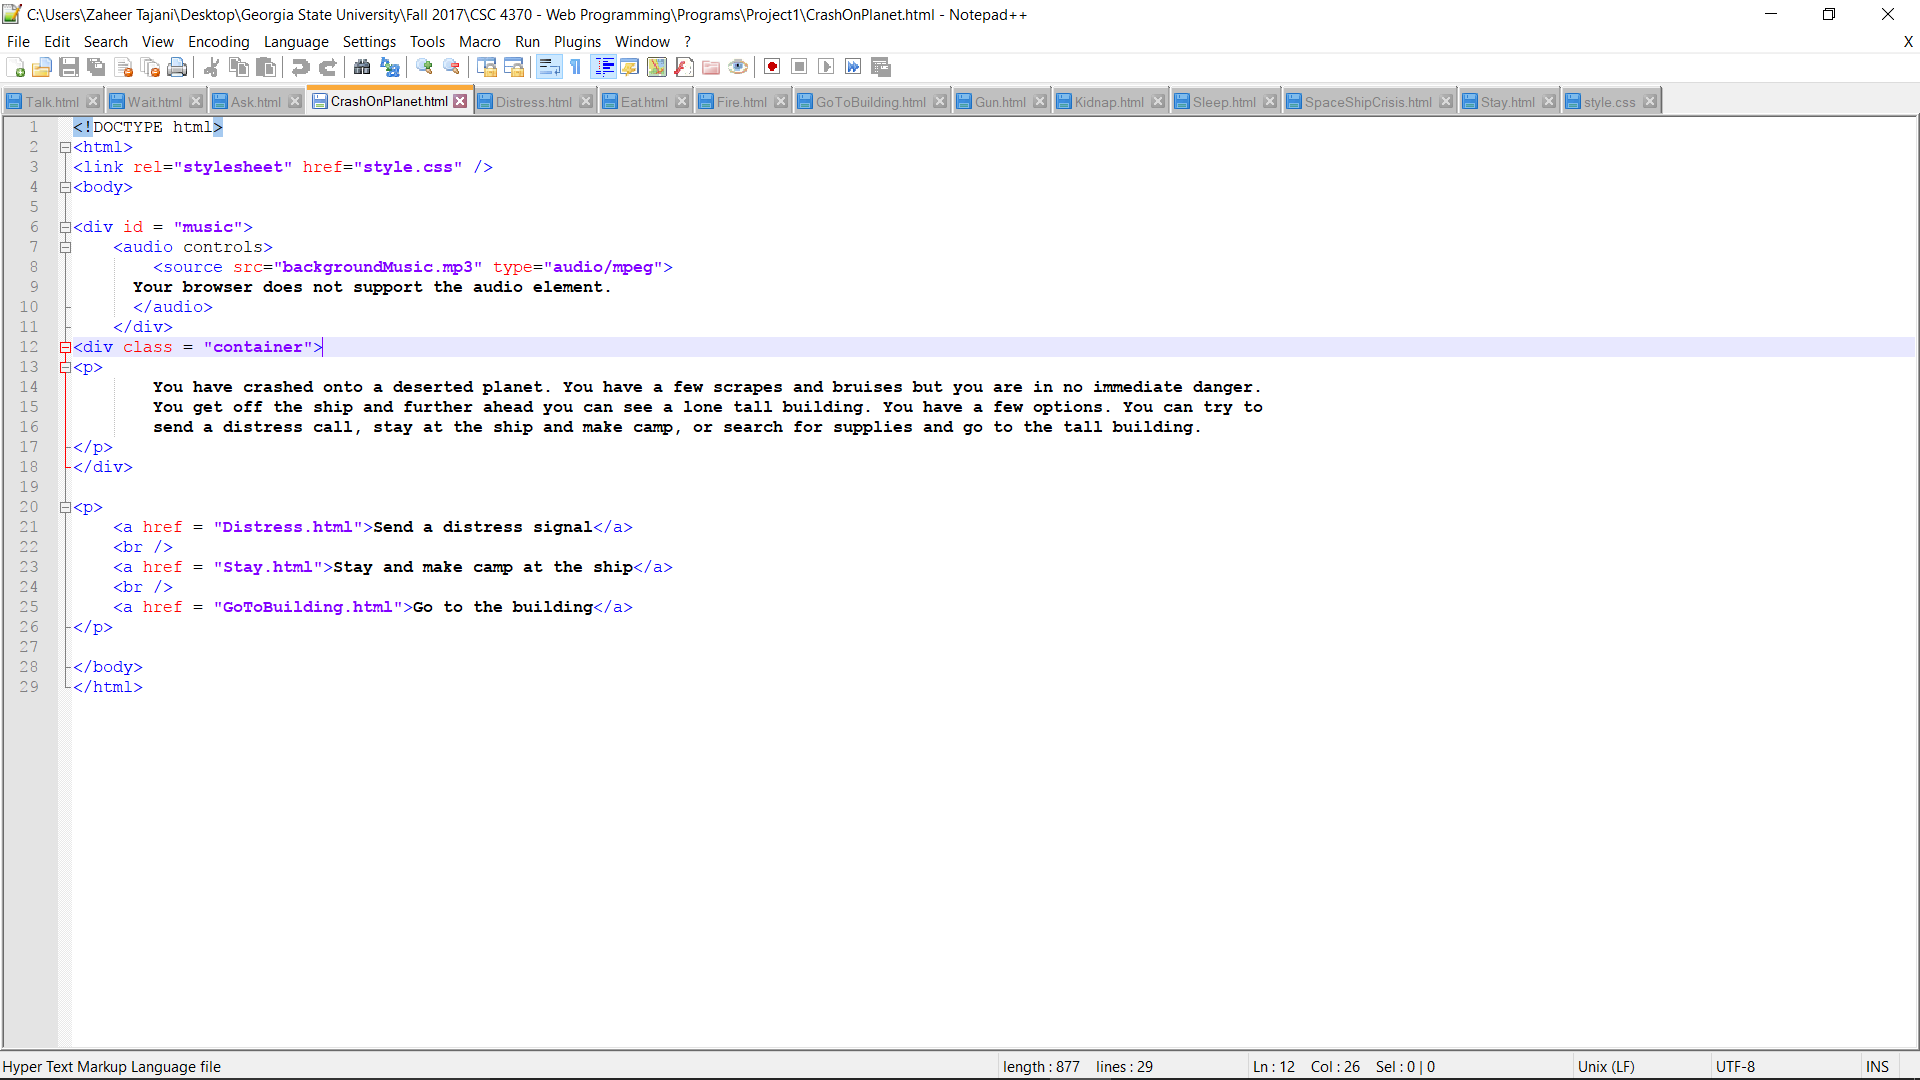 C:\Users\Zaheer Tajani\Desktop\Georgia State University\Fall 2017\CSC 4370 - Web Programming\Programs\Project1\CrashOnPlanet.html - Notepad++
File Edit Search View Encoding Language Settings Tools Macro Run Plugins Window ? X
Talk.html Wait.html Ask.html CrashOnPlanet.html Distress.html Eat.html Fire.html GoToBuilding.html Gun.html Kidnap.html Sleep.html SpaceShipCrisis.html Stay.html style.css
1 <!DOCTYPE html>
2 <html>
3 <link rel="stylesheet" href="style.css" />
4 <body>
5
6 <div id = "music">
7 <audio controls>
8 <source src="backgroundMusic.mp3" type="audio/mpeg">
9 Your browser does not support the audio element.
10 </audio>
11 </div>
12 <div class = "container">
13 <p>
14 You have crashed onto a deserted planet. You have a few scrapes and bruises but you are in no immediate danger.
15 You get off the ship and further ahead you can see a lone tall building. You have a few options. You can try to
16 send a distress call, stay at the ship and make camp, or search for supplies and go to the tall building.
17 </p>
18 </div>
19
20 <p>
21 <a href = "Distress.html">Send a distress signal</a>
22 <br />
23 <a href = "Stay.html">Stay and make camp at the ship</a>
24 <br />
25 <a href = "GoToBuilding.html">Go to the building</a>
26 </p>
27
28 </body>
29 </html>
Hyper Text Markup Language file length : 877 lines : 29 Ln : 12 Col : 26 Sel : 0 | 0 Unix (LF) UTF-8 INS